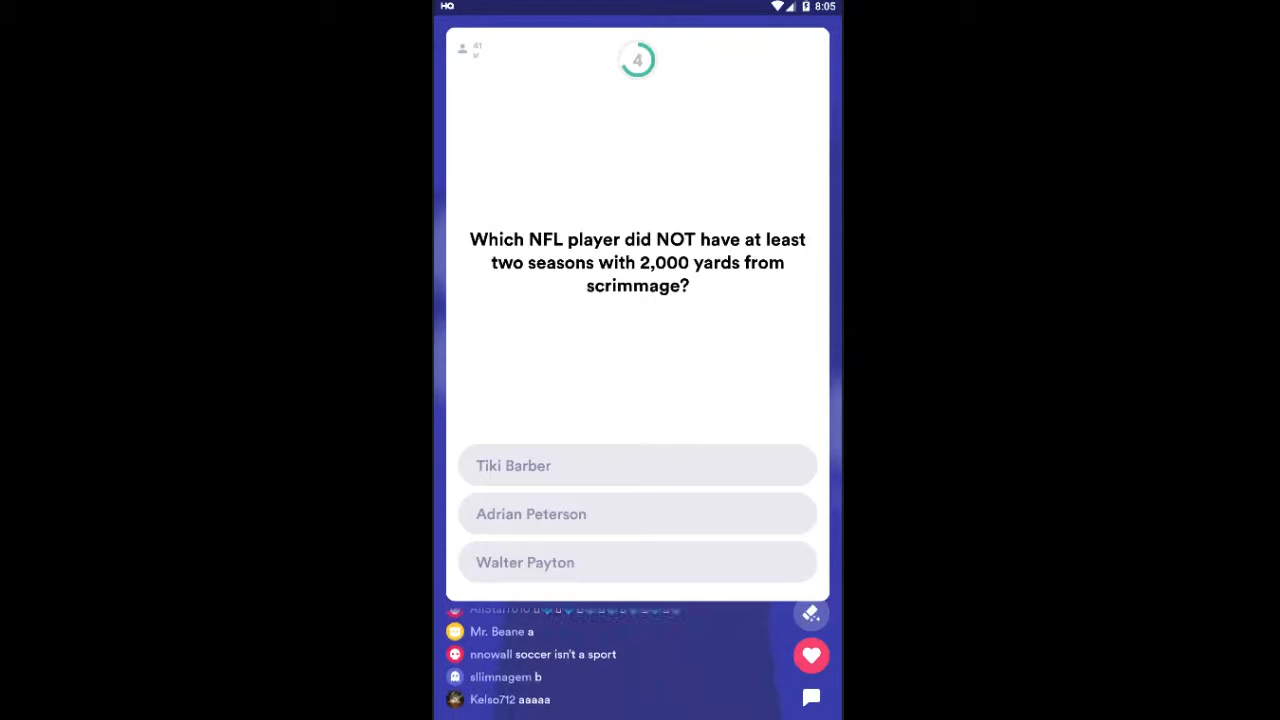 HQ 8:05
41
4
Which NFL player did NOT have at least
two seasons with 2,000 yards from
scrimmage?
Tiki Barber
Adrian Peterson
Walter Payton
Mr. Beane a
nnowall soccer isn't a sport
sllimnagem b
Kelso712 aaaaa